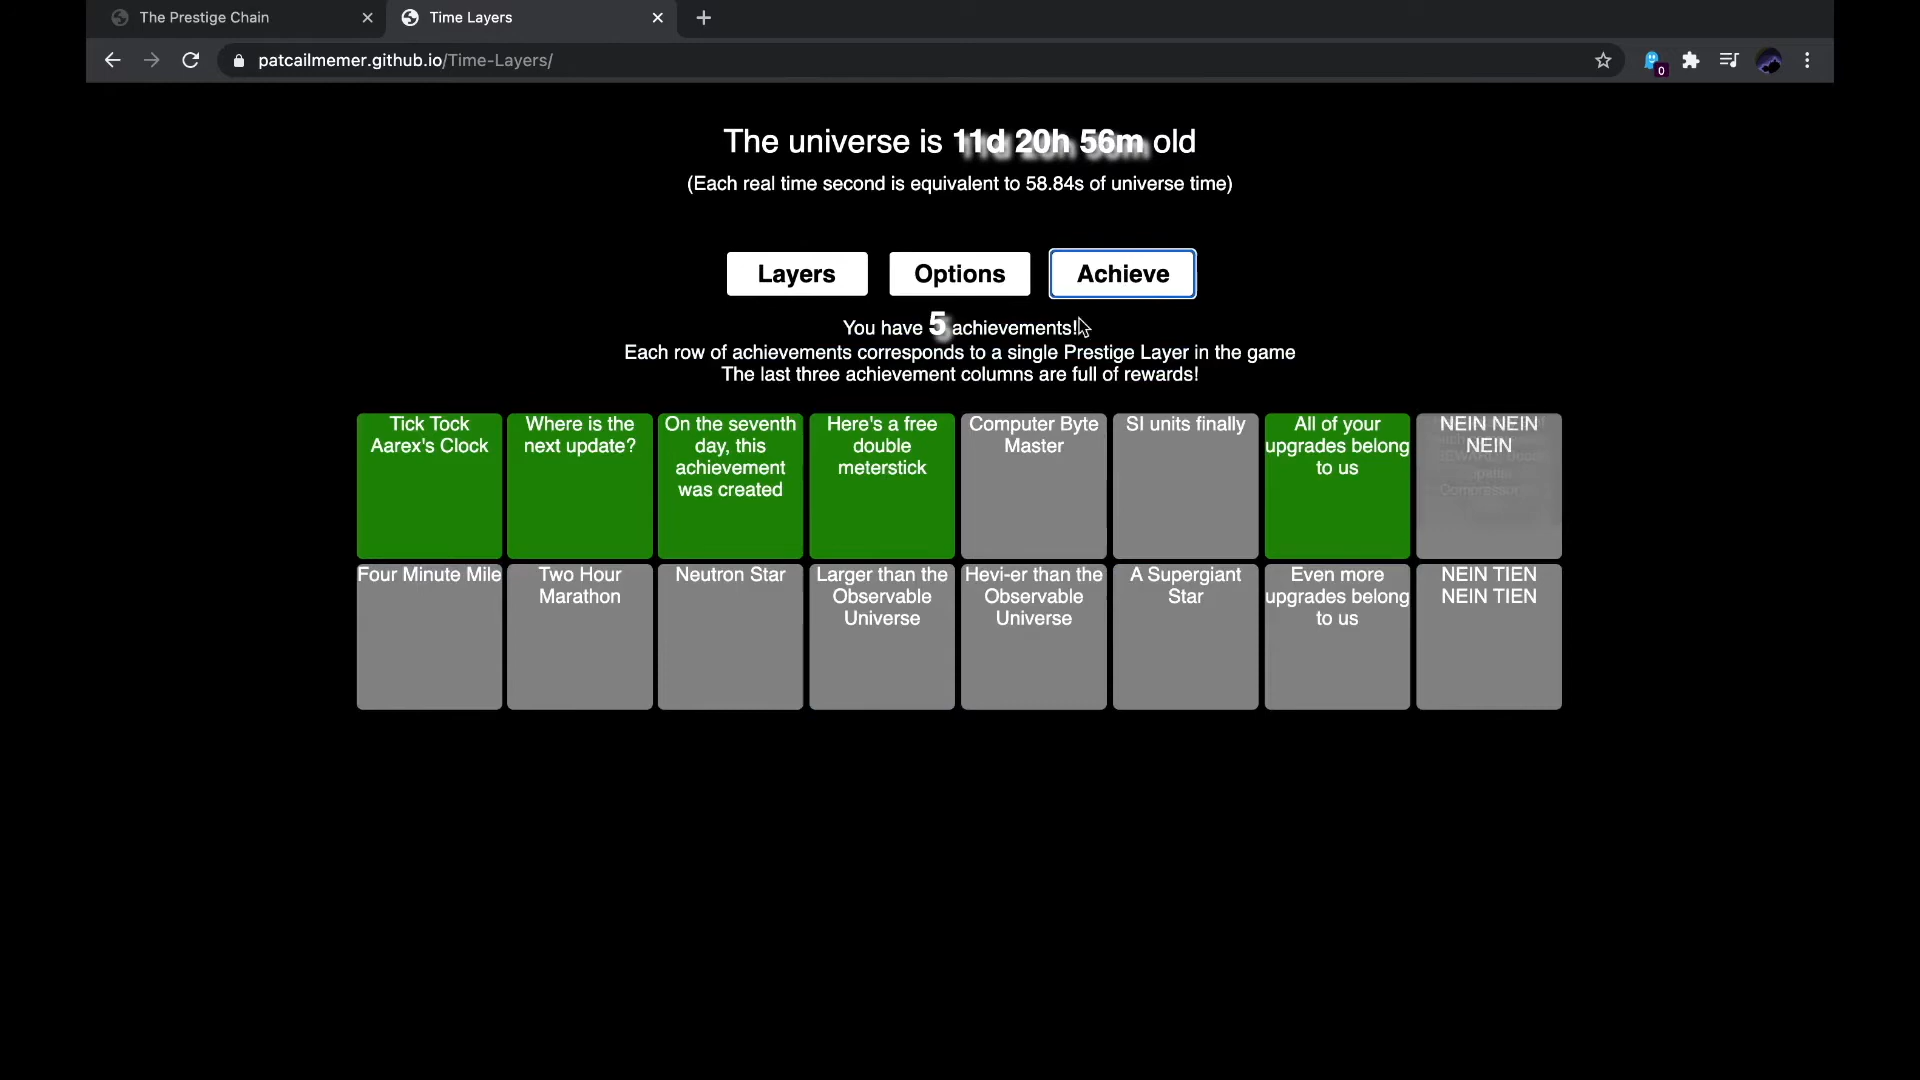 The Prestige Chain
Time Layers
patcailmemer.github.io/Time-Layers/
0
The universe is 11d 20h 56m old
(Each real time second is equivalent to 58.84s of universe time)
Layers Options Achieve
You have 5 achievements!
Each row of achievements corresponds to a single Prestige Layer in the game
The last three achievement columns are full of rewards!
Tick Tock
Aarex's Clock
Where is the
next update?
On the seventh
day, this
achievement
was created
Here's a free
double
meterstick
Computer Byte
Master
SI units finally
All of your
upgrades belong
to us
NEIN NEIN
NEIN
Four Minute Mile
Two Hour
Marathon
Neutron Star
Larger than the
Observable
Universe
Hevi-er than the
Observable
Universe
A Supergiant
Star
Even more
upgrades belong
to us
NEIN TIEN
NEIN TIEN